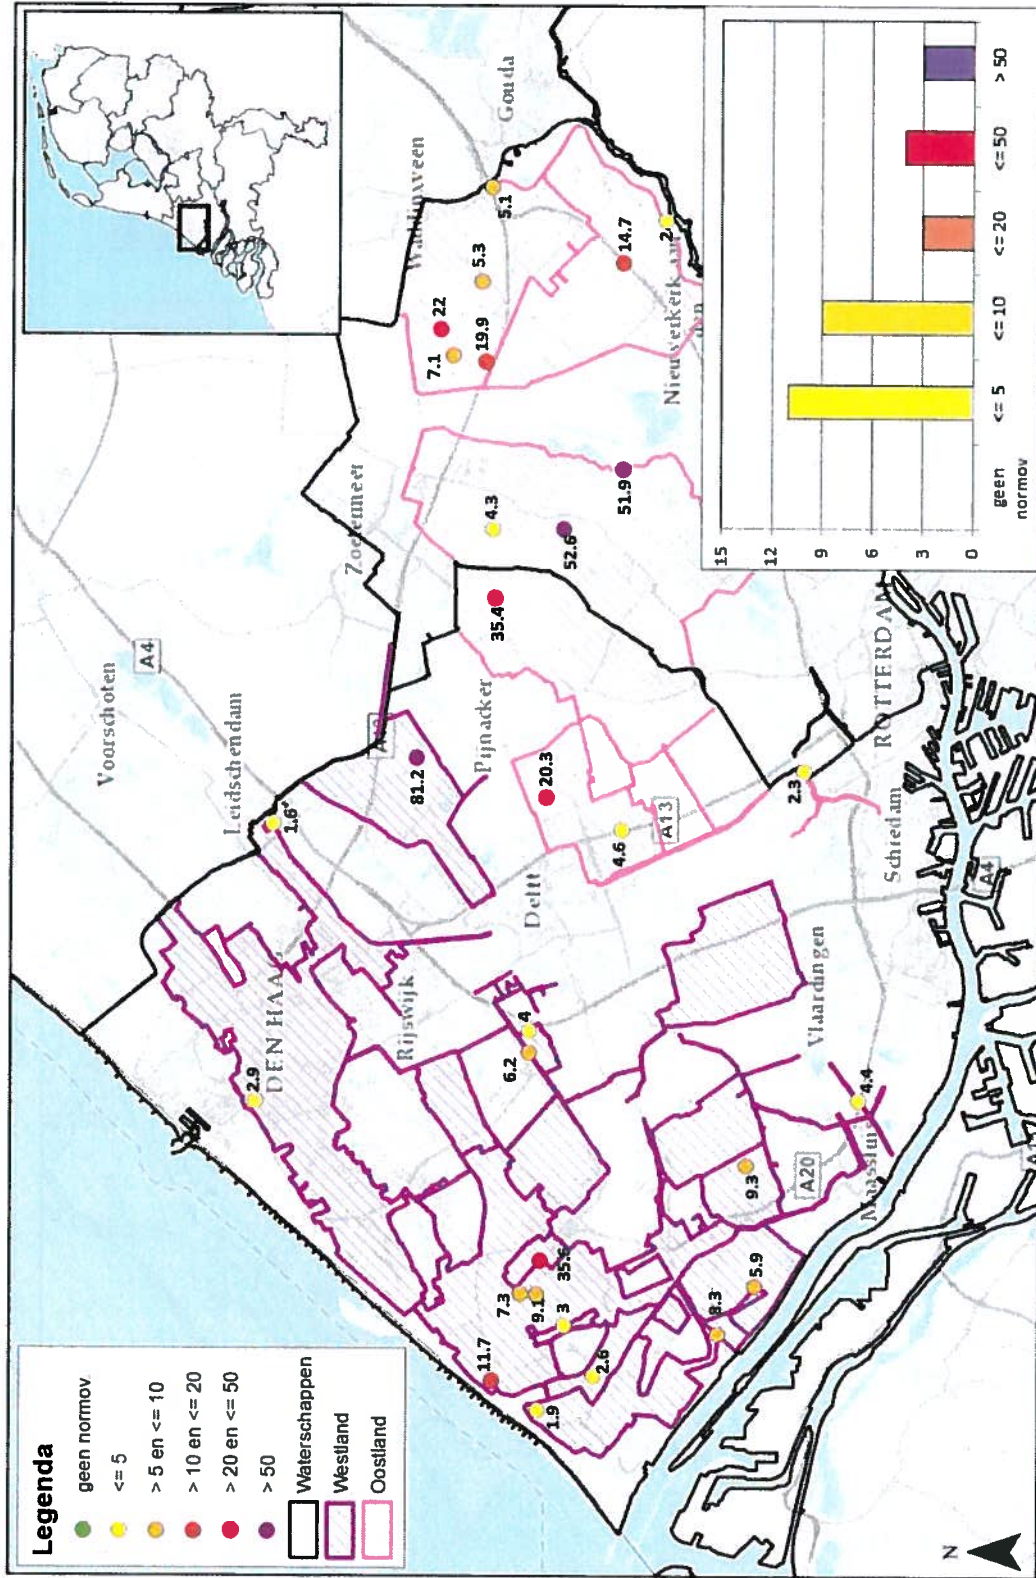 Legenda
geen normov.
<= 5
> 5 en <= 10
> 10 en <= 20
> 20 en <= 50
> 50
Waterschappen
Westland
Oostland
N
Voorschoten
A4
Leidschendam
Zoetermeer
Waddinxveen
Gouda
DEN HAAG
Rijswijk
Pijnacker
Delft
A13
Vlaardingen
Schiedam
ROTTERDAM
A4
A20
2.9
1.6
81.2
35.4
4.3
52.6
51.9
7.1
22
19.9
5.3
5.1
14.7
2
20.3
4.6
2.3
4
6.2
11.7
7.3
9.1
35.6
3
1.9
2.6
8.3
5.9
9.3
4.4
15
12
9
6
3
0
geen
normov
<= 5
<=10
<=20
<=50
> 50